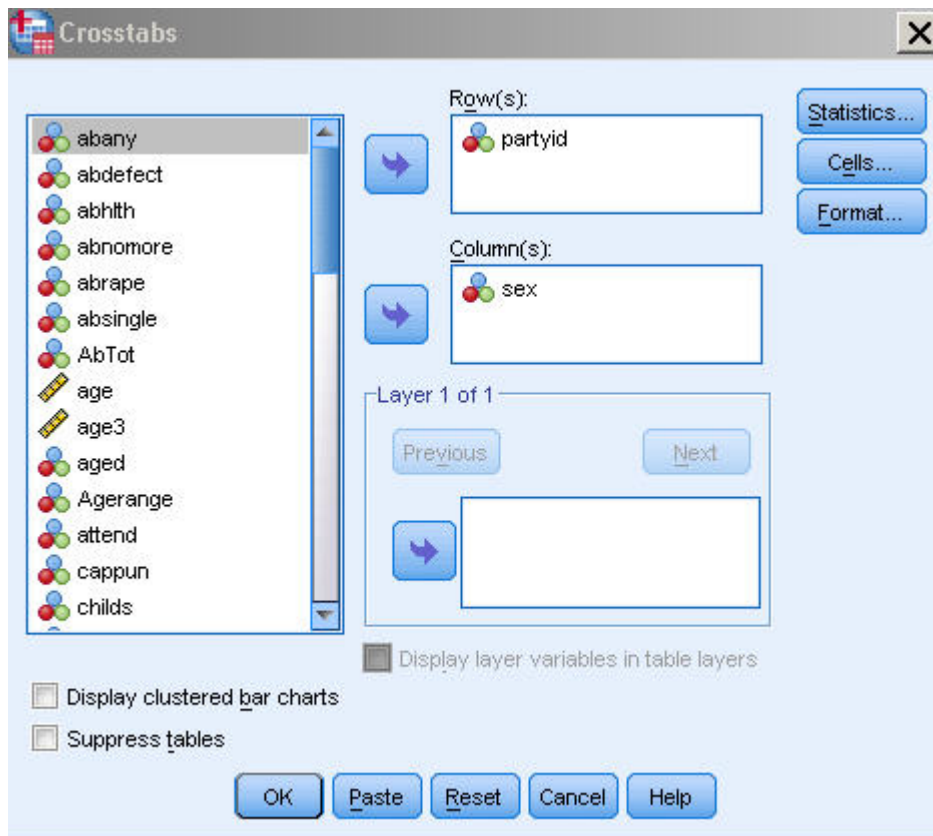 Crosstabs
abany
abdefect
abhlth
abnomore
abrape
absingle
AbTot
age
age3
aged
Agerange
attend
cappun
childs
Row(s):
partyid
Column(s):
sex
Layer 1 of 1
Previous Next
Display layer variables in table layers
Statistics...
Cells...
Format...
Display clustered bar charts
Suppress tables
OK Paste Reset Cancel Help